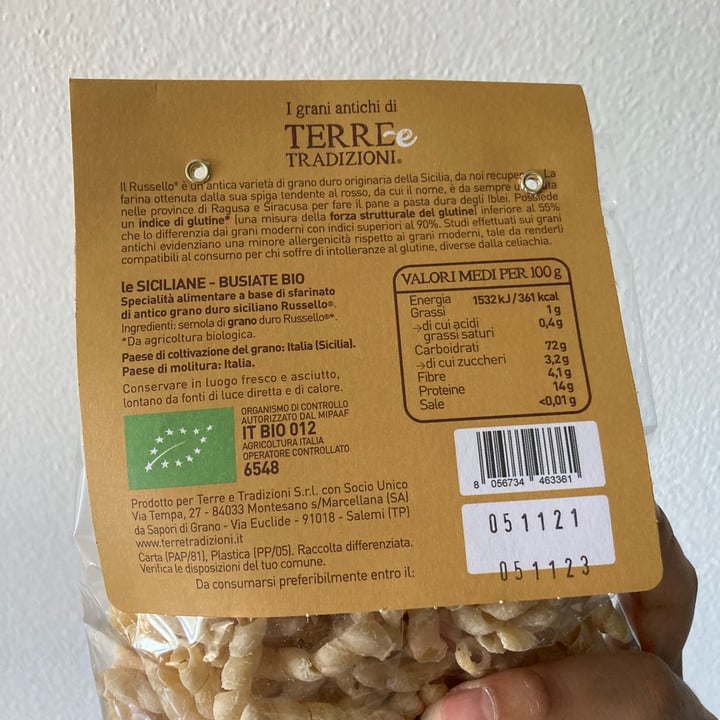 I grani antichi di
TERRE e
TRADIZIONI®
Il Russello® è un'antica varietà di grano duro originaria della Sicilia, da noi La
farina ottenuta dalla sua spiga tendente al rosso, da cui il nome, è da sempre
nelle province di Ragusa e Siracusa per fare il pane a pasta dura degli Iblei. Possiede
un indice di glutine* (una misura della forza strutturale del glutine) inferiore al 55%
che lo differenzia dai grani moderni con indici superiori al 90%. Studi effettuati sui grani
antichi evidenziano una minore allergenicità rispetto ai grani moderni, tale da renderli
compatibili al consumo per chi soffre di intolleranze al glutine, diverse dalla celiachia.
le SICILIANE - BUSIATE BIO
Specialità alimentare a base di sfarinato
di antico grano duro siciliano Russello®.
Ingredienti: semola di grano duro Russello®*.
*Da agricoltura biologica.
Paese di coltivazione del grano: Italia (Sicilia).
Paese di molitura: Italia.
Conservare in luogo fresco e asciutto,
lontano da fonti di luce diretta e di calore.
VALORI MEDI PER 100 g
Energia 1532 kJ / 361 kcal
Grassi 1 g
→di cui acidi
grassi saturi 0,4 g
Carboidrati 72 g
→di cui zuccheri 3,2 g
Fibre 4,1 g
Proteine 14 g
Sale <0,01 g
ORGANISMO DI CONTROLLO
AUTORIZZATO DAL MIPAAF
IT BIO 012
AGRICOLTURA ITALIA
OPERATORE CONTROLLATO
6548
8 056734 463361
Prodotto per Terre e Tradizioni S.r.l. con Socio Unico
Via Tempa, 27 - 84033 Montesano s/Marcellana (SA)
da Sapori di Grano - Via Euclide - 91018 - Salemi (TP)
www.terretradizioni.it
Carta (PAP/81), Plastica (PP/05). Raccolta differenziata.
Verifica le disposizioni del tuo comune.
Da consumarsi preferibilmente entro il:
051121
051123